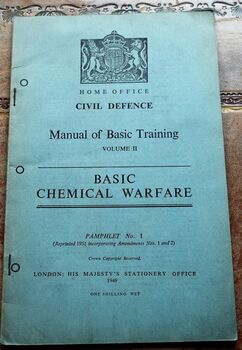 HOME OFFICE
CIVIL DEFENCE
Manual of Basic Training
VOLUME II
BASIC
CHEMICAL WARFARE
PAMPHLET No. 1
(Reprinted 1951 incorporating Amendments Nos. 1 and 2)
Crown Copyright Reserved.
LONDON: HIS MAJESTY'S STATIONERY OFFICE
1949
ONE SHILLING NET